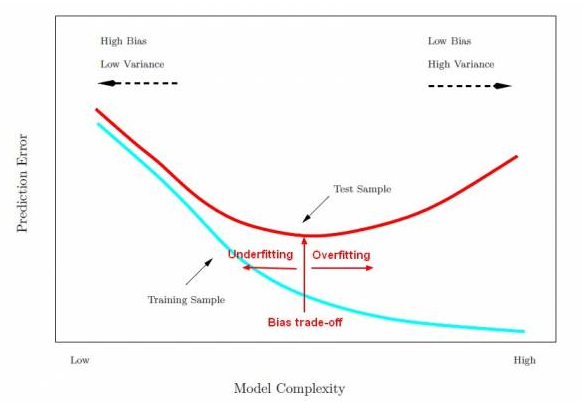 High Bias
Low Variance
Low Bias
High Variance
Prediction Error
Test Sample
Underfitting
Overfitting
Training Sample
Bias trade-off
Low
High
Model Complexity